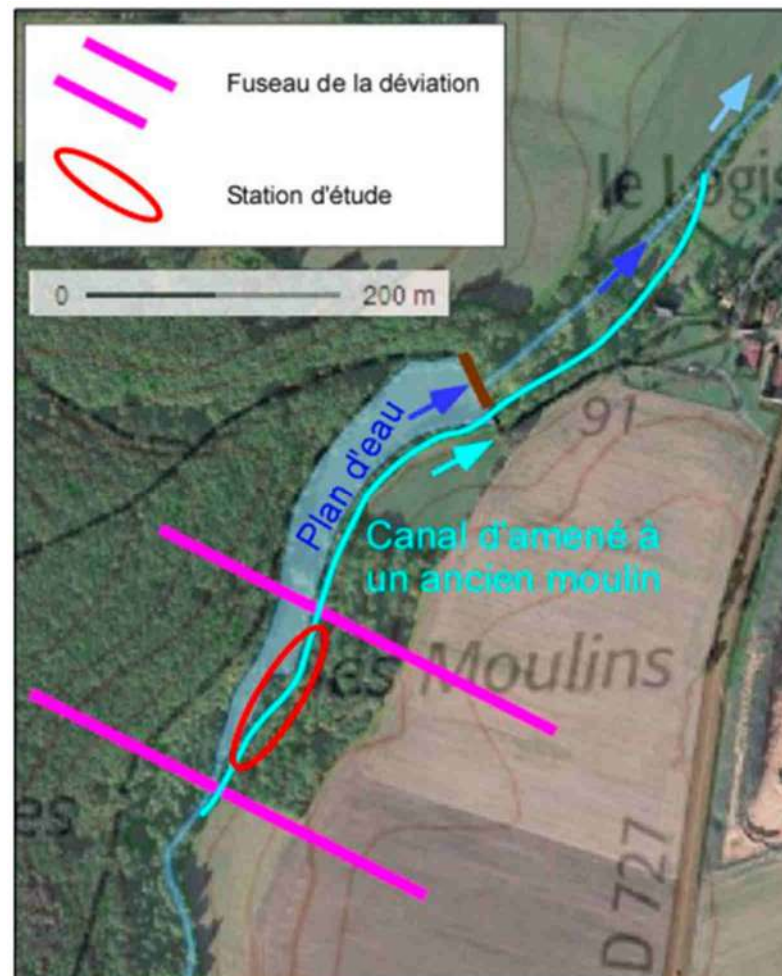 Fuseau de la déviation
Station d'étude
0 200 m
le Logis
Plan d'eau
91
Canal d'amené à
un ancien moulin
es Moulins
es
D 727